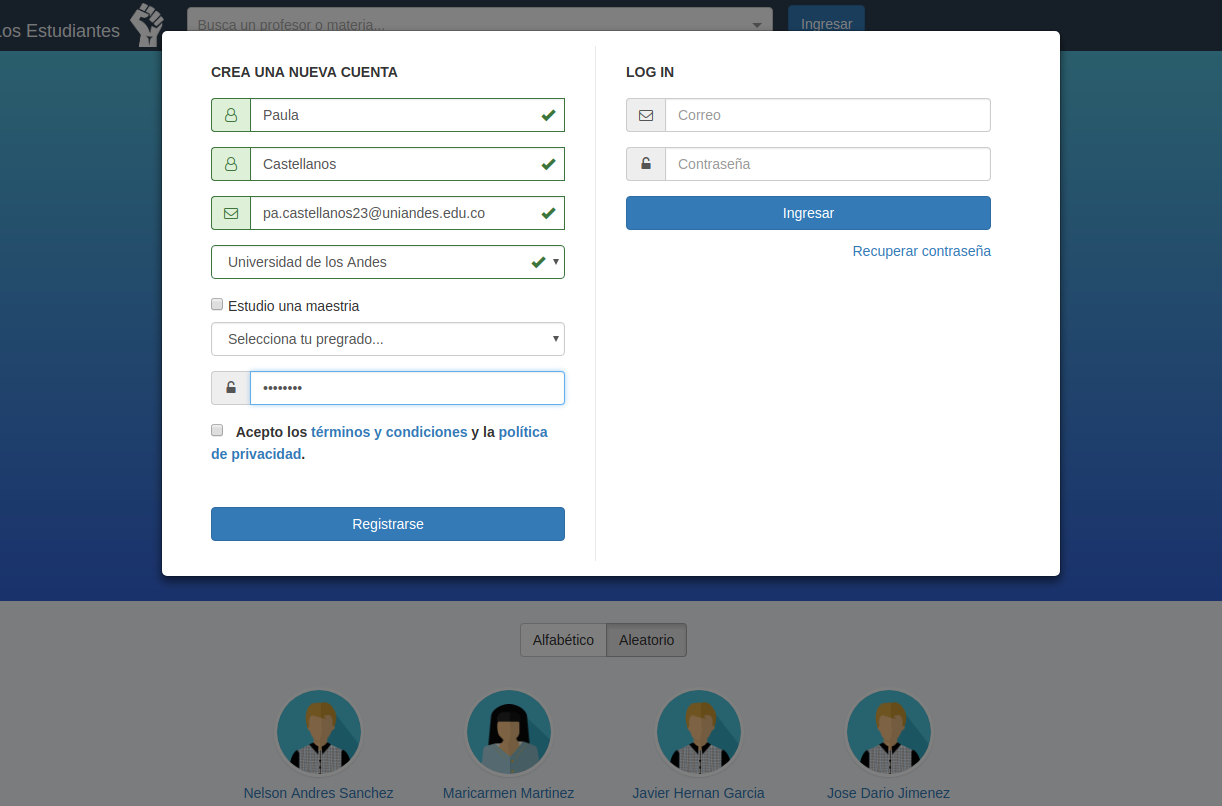 Los Estudiantes
Busca un profesor o materia...
Ingresar
CREA UNA NUEVA CUENTA
Paula
Castellanos
pa.castellanos23@uniandes.edu.co
Universidad de los Andes
Estudio una maestria
Selecciona tu pregrado...
••••••••
Acepto los términos y condiciones y la política
de privacidad.
Registrarse
LOG IN
Correo
Contraseña
Ingresar
Recuperar contraseña
Alfabético
Aleatorio
Nelson Andres Sanchez
Maricarmen Martinez
Javier Hernan Garcia
Jose Dario Jimenez